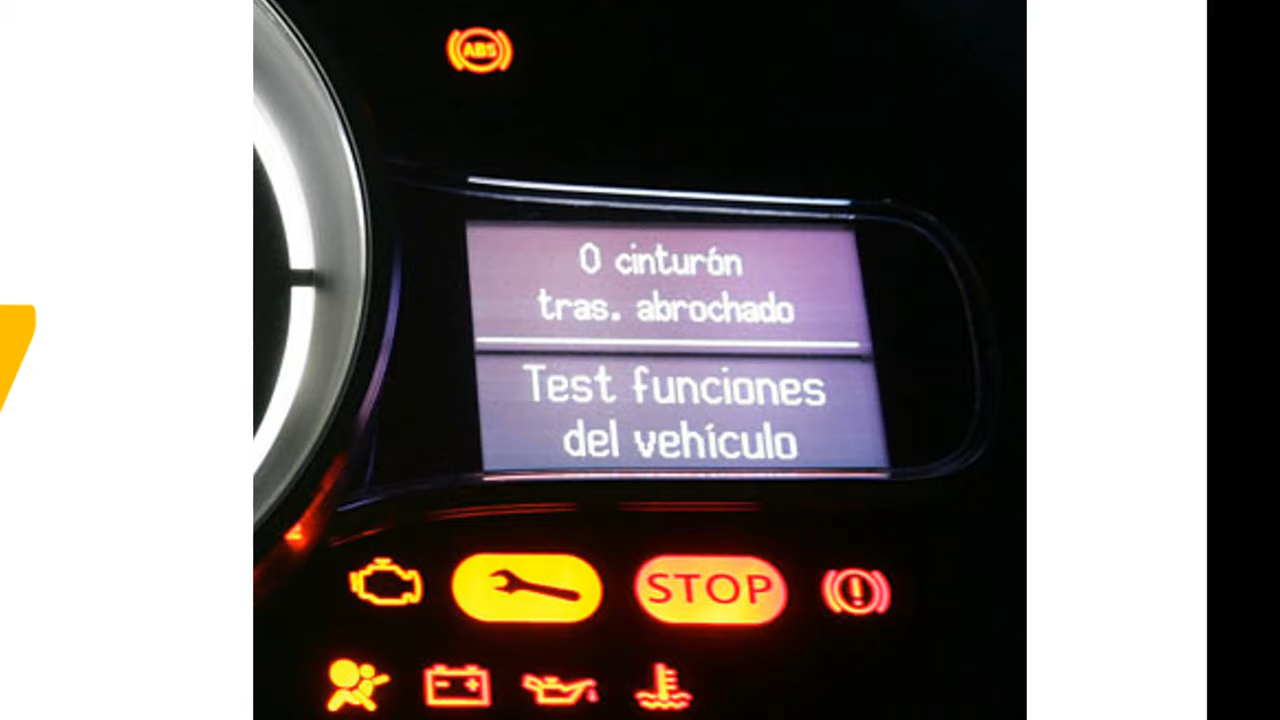 ABS
0 cinturón
tras. abrochado
Test funciones
del vehículo
STOP